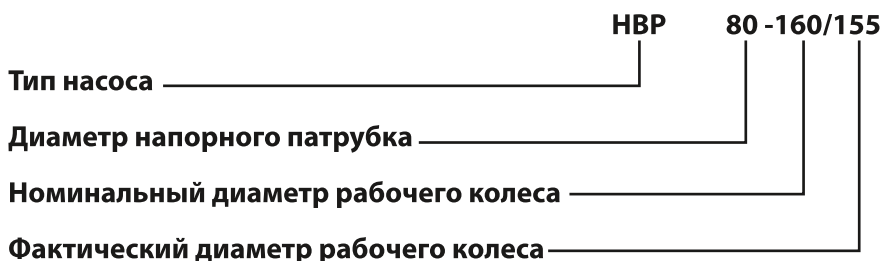 НВР 80 -160/155
Тип насоса
Диаметр напорного патрубка
Номинальный диаметр рабочего колеса
Фактический диаметр рабочего колеса